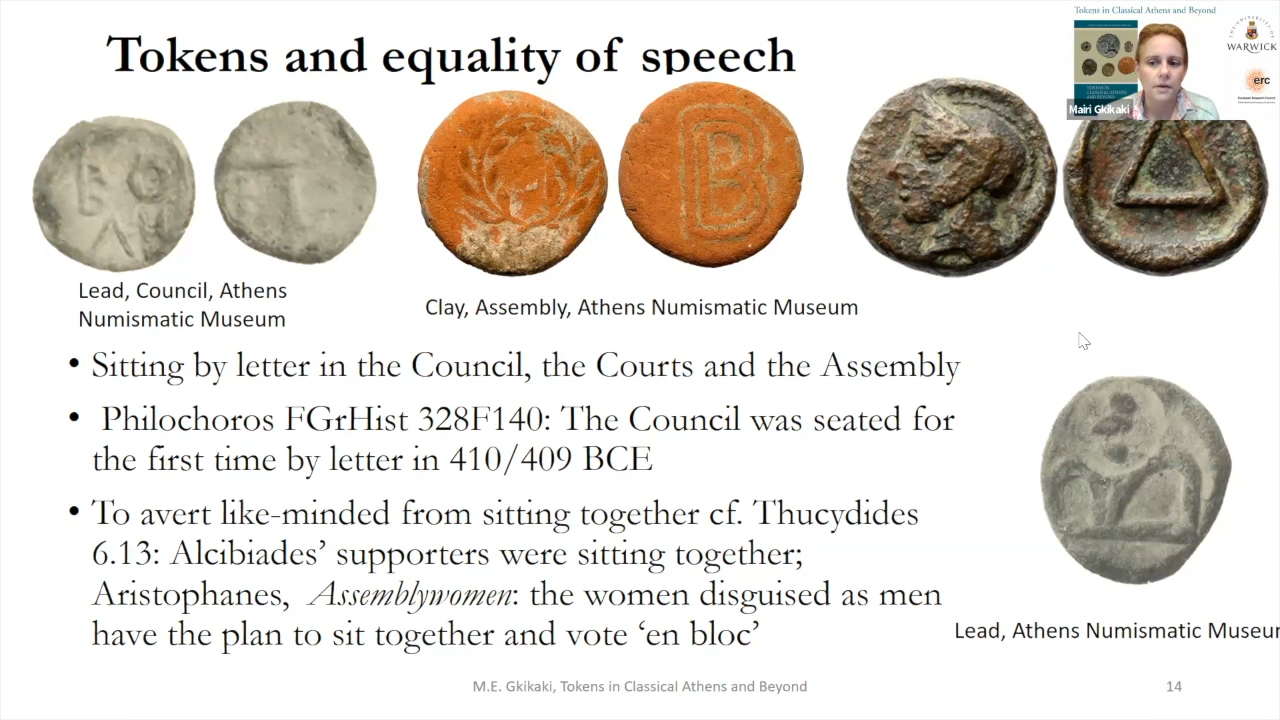 Tokens and equality of speech
Tokens in Classical Athens and Beyond
THE UNIVERSITY OF
WARWICK
erc
Mairi Gkikaki
Β Ο
Λ
Β
Lead, Council, Athens
Numismatic Museum
Clay, Assembly, Athens Numismatic Museum
• Sitting by letter in the Council, the Courts and the Assembly
• Philochoros FGrHist 328F140: The Council was seated for
the first time by letter in 410/409 BCE
• To avert like-minded from sitting together cf. Thucydides
6.13: Alcibiades’ supporters were sitting together;
Aristophanes, Assemblywomen: the women disguised as men
have the plan to sit together and vote ‘en bloc’
Lead, Athens Numismatic Museum
M.E. Gkikaki, Tokens in Classical Athens and Beyond
14